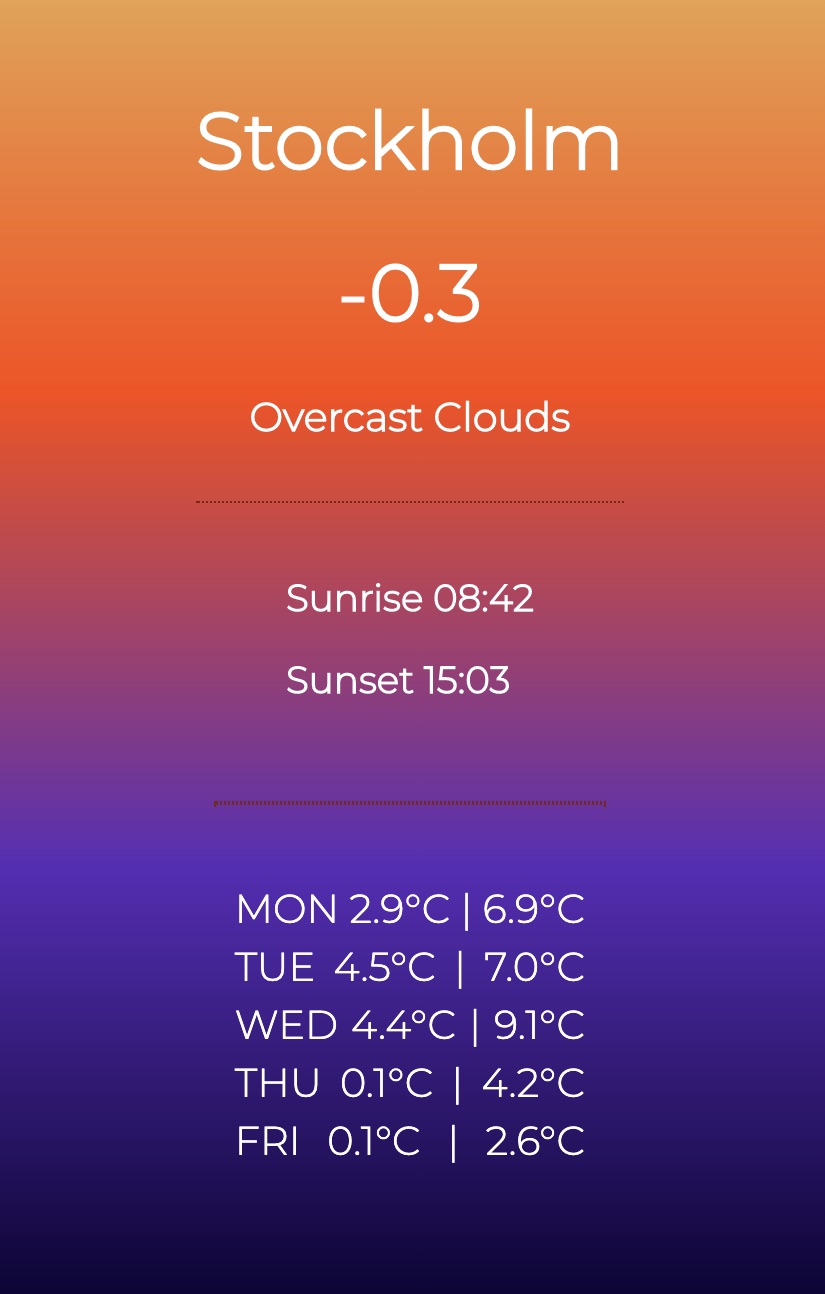 Stockholm
-0.3
Overcast Clouds
Sunrise 08:42
Sunset 15:03
MON 2.9°C | 6.9°C
TUE 4.5°C | 7.0°C
WED 4.4°C | 9.1°C
THU 0.1°C | 4.2°C
FRI 0.1°C | 2.6°C